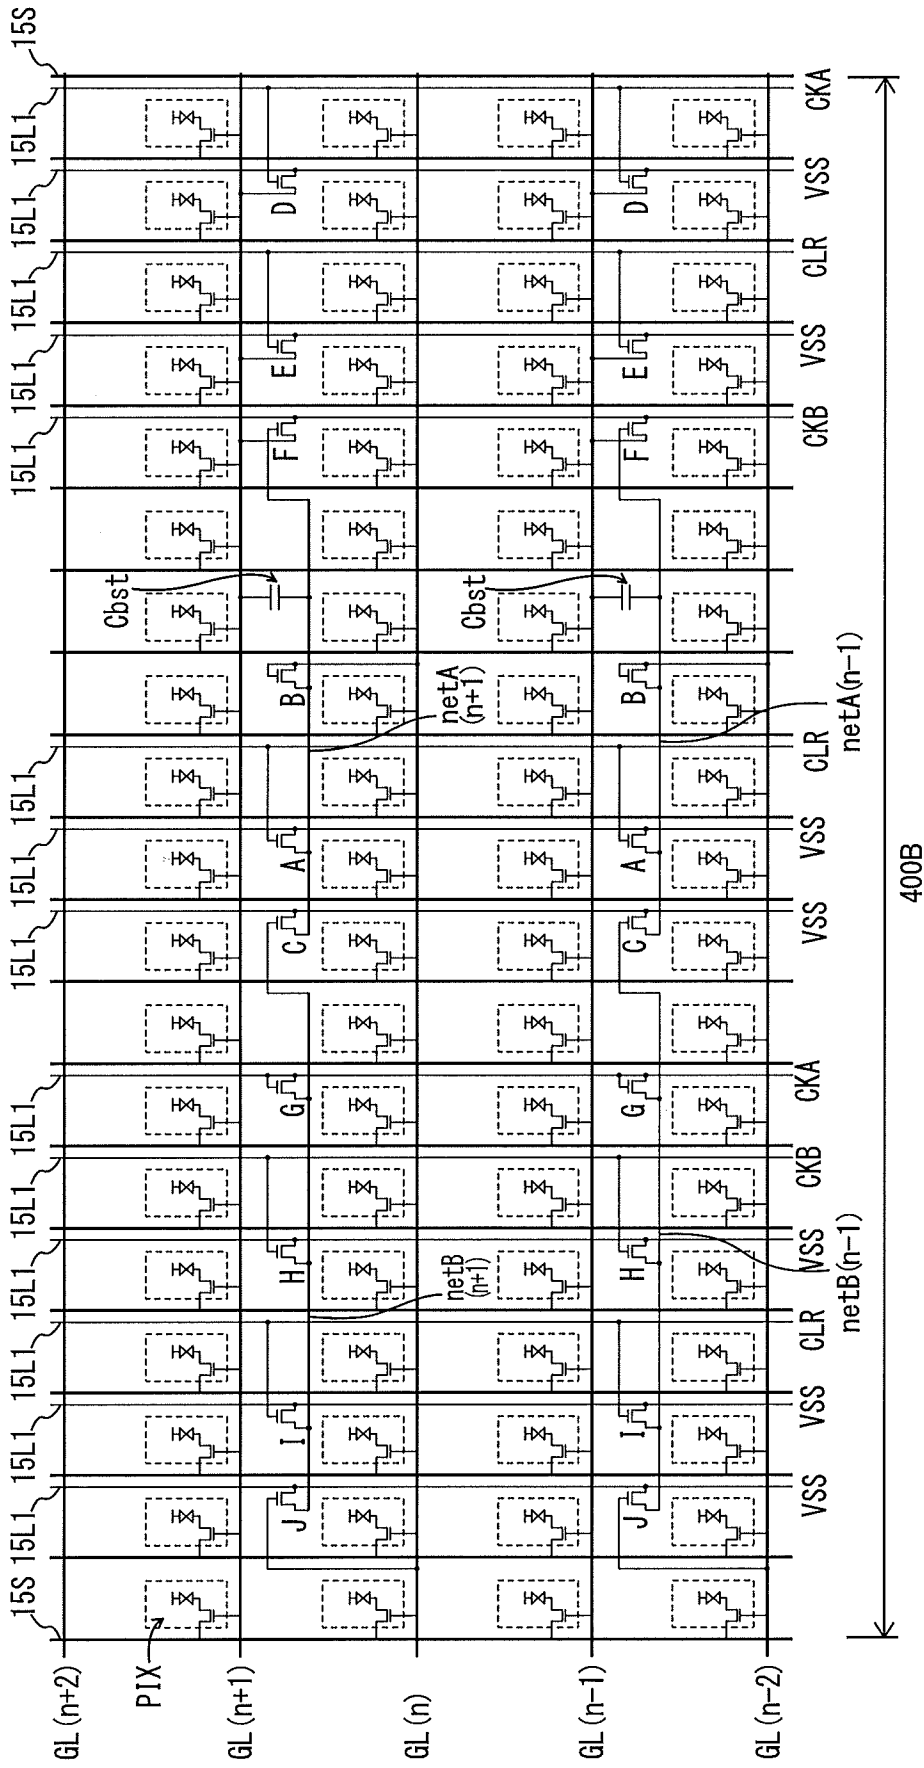 15S 15L1 15L1 15L1 15L1 15L1 15L1 15L1 15L1 15L1 15L1 15L1 15L1 15L1 15L1 15S
GL(n+2)
PIX
Cbst
GL(n+1)
J I H G C A B F E D
netB
(n+1)
netA
(n+1)
GL(n)
Cbst
GL(n-1)
J I H G C A B F E D
GL(n-2)
VSS VSS CLR VSS CKB CKA VSS VSS CLR CKB VSS CLR VSS CKA
netB(n-1) netA(n-1)
400B